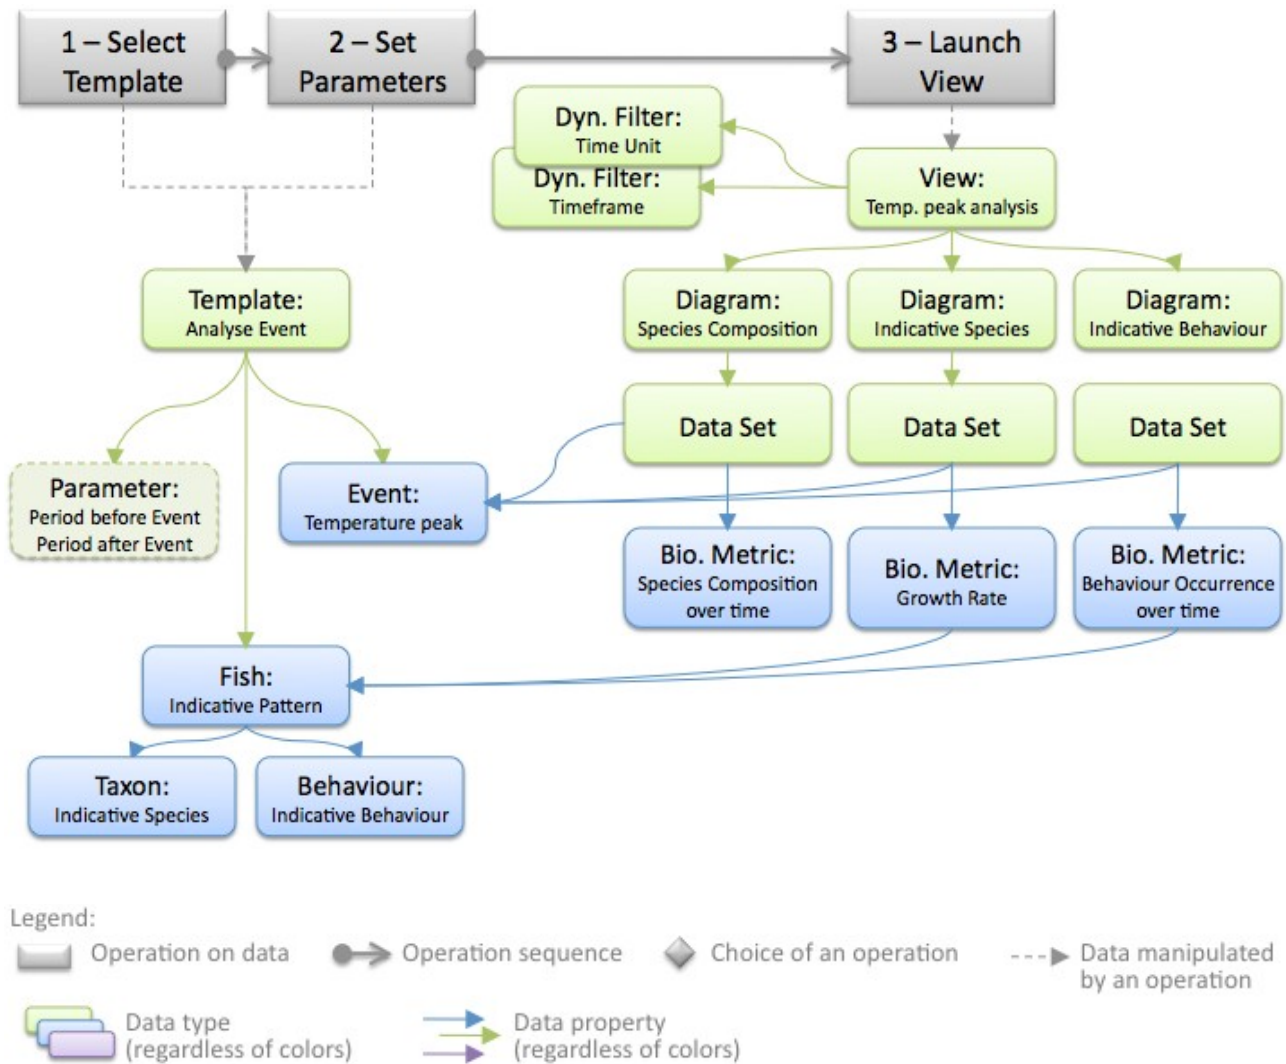 1 – Select
Template
2 – Set
Parameters
3 – Launch
View
Dyn. Filter:
Time Unit
Dyn. Filter:
Timeframe
View:
Temp. peak analysis
Template:
Analyse Event
Diagram:
Species Composition
Diagram:
Indicative Species
Diagram:
Indicative Behaviour
Data Set
Data Set
Data Set
Parameter:
Period before Event
Period after Event
Event:
Temperature peak
Bio. Metric:
Species Composition
over time
Bio. Metric:
Growth Rate
Bio. Metric:
Behaviour Occurrence
over time
Fish:
Indicative Pattern
Taxon:
Indicative Species
Behaviour:
Indicative Behaviour
Legend:
Operation on data
Operation sequence
Choice of an operation
Data manipulated
by an operation
Data type
(regardless of colors)
Data property
(regardless of colors)